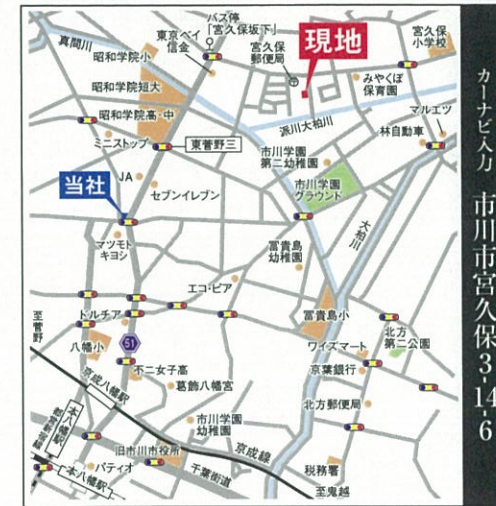 真間川
バス停
「宮久保坂下」
東京ベイ
信金
宮久保
郵便局
現地
宮久保
小学校
昭和学院小
昭和学院短大
昭和学院高・中
みやくぼ
保育園
マルエツ
派川大柏川
林自動車
ミニストップ
東菅野三
市川学園
第二幼稚園
JA
当社
セブンイレブン
市川学園
グラウンド
大柏川
マツモト
キヨシ
冨貴島
幼稚園
エコ・ピア
至
菅野
トルチア
冨貴島小
北方
第二公園
八幡小
51
ワイズマート
不二女子高
京葉銀行
京成八幡駅
葛飾八幡宮
北方郵便局
市川学園
幼稚園
本八幡駅
都営新宿線
旧市川市役所
京成線
本八幡駅
パティオ
千葉街道
税務署
至鬼越
カーナビ入力 市川市宮久保3-14-6